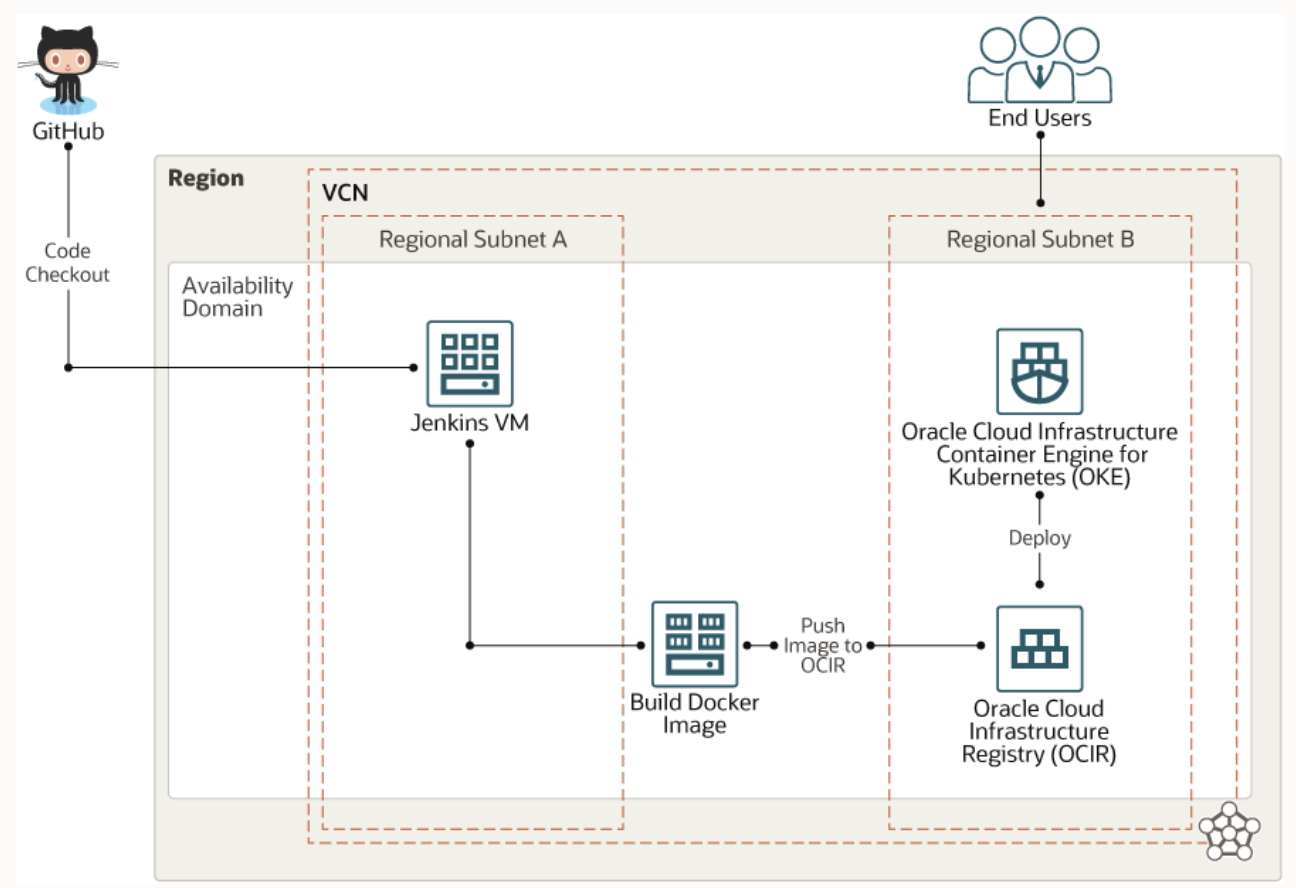 GitHub
End Users
Region
VCN
Regional Subnet A
Regional Subnet B
Code
Checkout
Availability
Domain
Jenkins VM
Oracle Cloud Infrastructure
Container Engine for
Kubernetes (OKE)
Deploy
Build Docker
Image
Push
Image to
OCIR
Oracle Cloud
Infrastructure
Registry (OCIR)